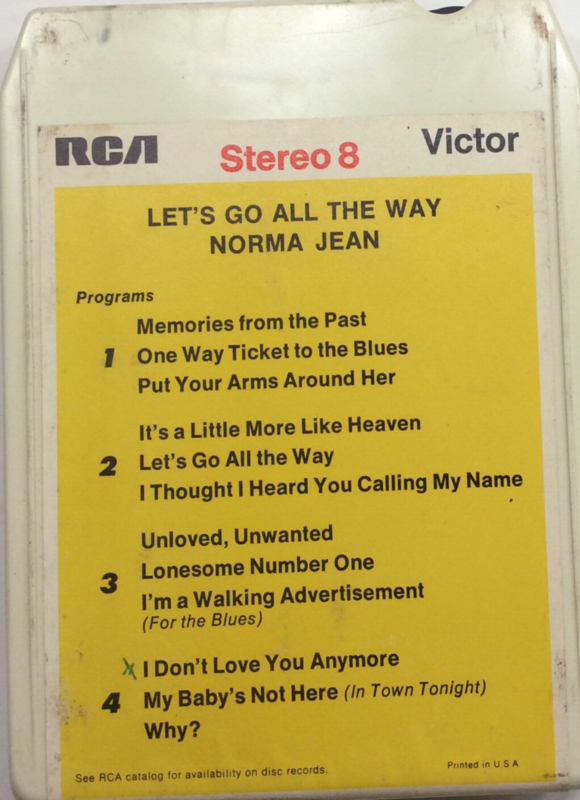 RCA Stereo 8 Victor
LET'S GO ALL THE WAY
NORMA JEAN
Programs
Memories from the Past
1 One Way Ticket to the Blues
Put Your Arms Around Her
It's a Little More Like Heaven
2 Let's Go All the Way
I Thought I Heard You Calling My Name
Unloved, Unwanted
3 Lonesome Number One
I'm a Walking Advertisement
(For the Blues)
x I Don't Love You Anymore
4 My Baby's Not Here (In Town Tonight)
Why?
See RCA catalog for availability on disc records. Printed in U S A